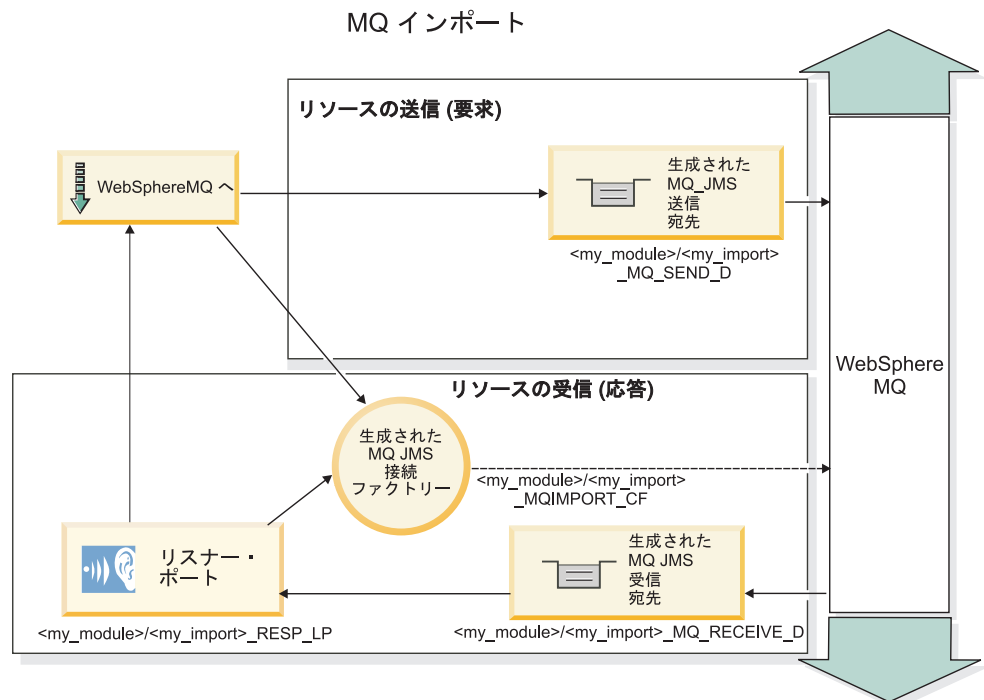 MQ インポート
リソースの送信 (要求)
WebSphereMQ へ
生成された
MQ_JMS
送信
宛先
<my_module>/<my_import>
_MQ_SEND_D
WebSphere
MQ
リソースの受信 (応答)
生成された
MQ JMS
接続
ファクトリー
<my_module>/<my_import>
_MQIMPORT_CF
リスナー・
ポート
<my_module>/<my_import>_RESP_LP
生成された
MQ JMS
受信
宛先
<my_module>/<my_import>_MQ_RECEIVE_D